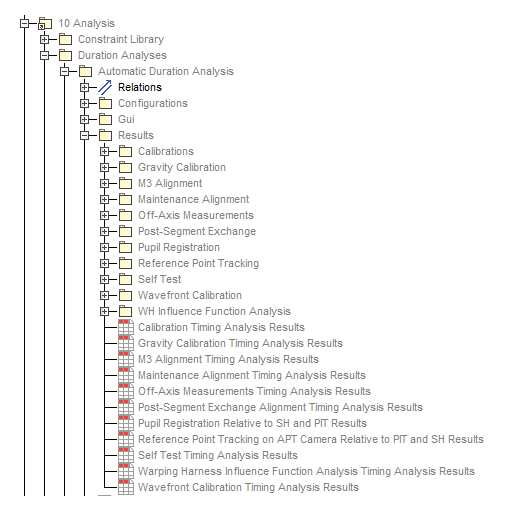 10 Analysis
Constraint Library
Duration Analyses
Automatic Duration Analysis
Relations
Configurations
Gui
Results
Calibrations
Gravity Calibration
M3 Alignment
Maintenance Alignment
Off-Axis Measurements
Post-Segment Exchange
Pupil Registration
Reference Point Tracking
Self Test
Wavefront Calibration
WH Influence Function Analysis
Calibration Timing Analysis Results
Gravity Calibration Timing Analysis Results
M3 Alignment Timing Analysis Results
Maintenance Alignment Timing Analysis Results
Off-Axis Measurements Timing Analysis Results
Post-Segment Exchange Alignment Timing Analysis Results
Pupil Registration Relative to SH and PIT Results
Reference Point Tracking on APT Camera Relative to PIT and SH Results
Self Test Timing Analysis Results
Warping Harness Influence Function Analysis Timing Analysis Results
Wavefront Calibration Timing Analysis Results